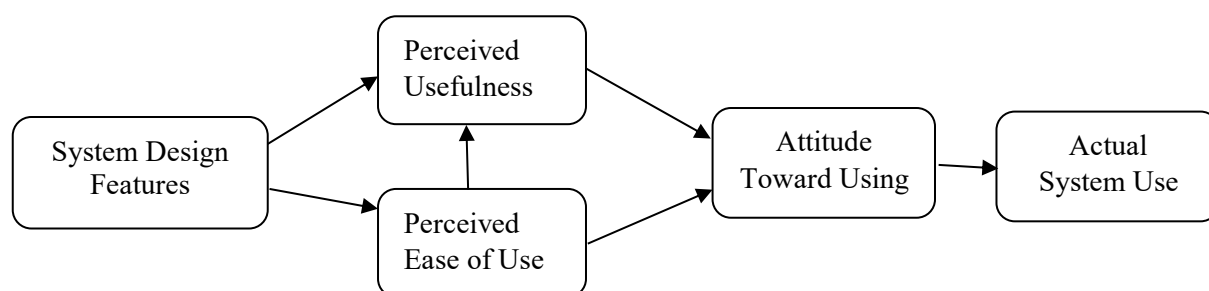 System Design
Features
Perceived
Usefulness
Perceived
Ease of Use
Attitude
Toward Using
Actual
System Use